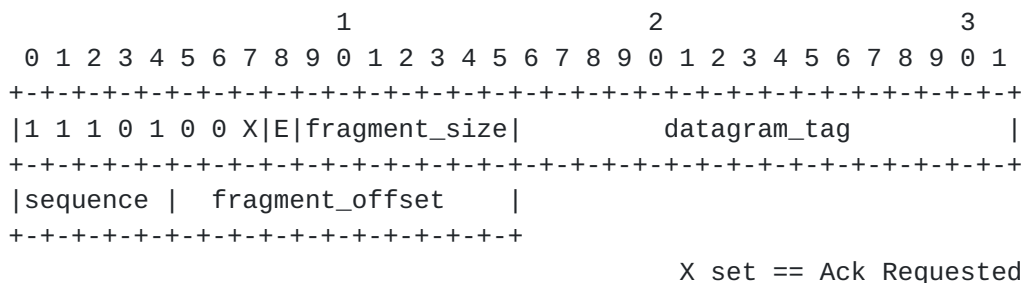 1                   2                   3
 0 1 2 3 4 5 6 7 8 9 0 1 2 3 4 5 6 7 8 9 0 1 2 3 4 5 6 7 8 9 0 1
+-+-+-+-+-+-+-+-+-+-+-+-+-+-+-+-+-+-+-+-+-+-+-+-+-+-+-+-+-+-+-+-+
|1 1 1 0 1 0 0 X|E|fragment_size|         datagram_tag          |
+-+-+-+-+-+-+-+-+-+-+-+-+-+-+-+-+-+-+-+-+-+-+-+-+-+-+-+-+-+-+-+-+
|sequence |  fragment_offset    |
+-+-+-+-+-+-+-+-+-+-+-+-+-+-+-+-+
                                           X set == Ack Requested